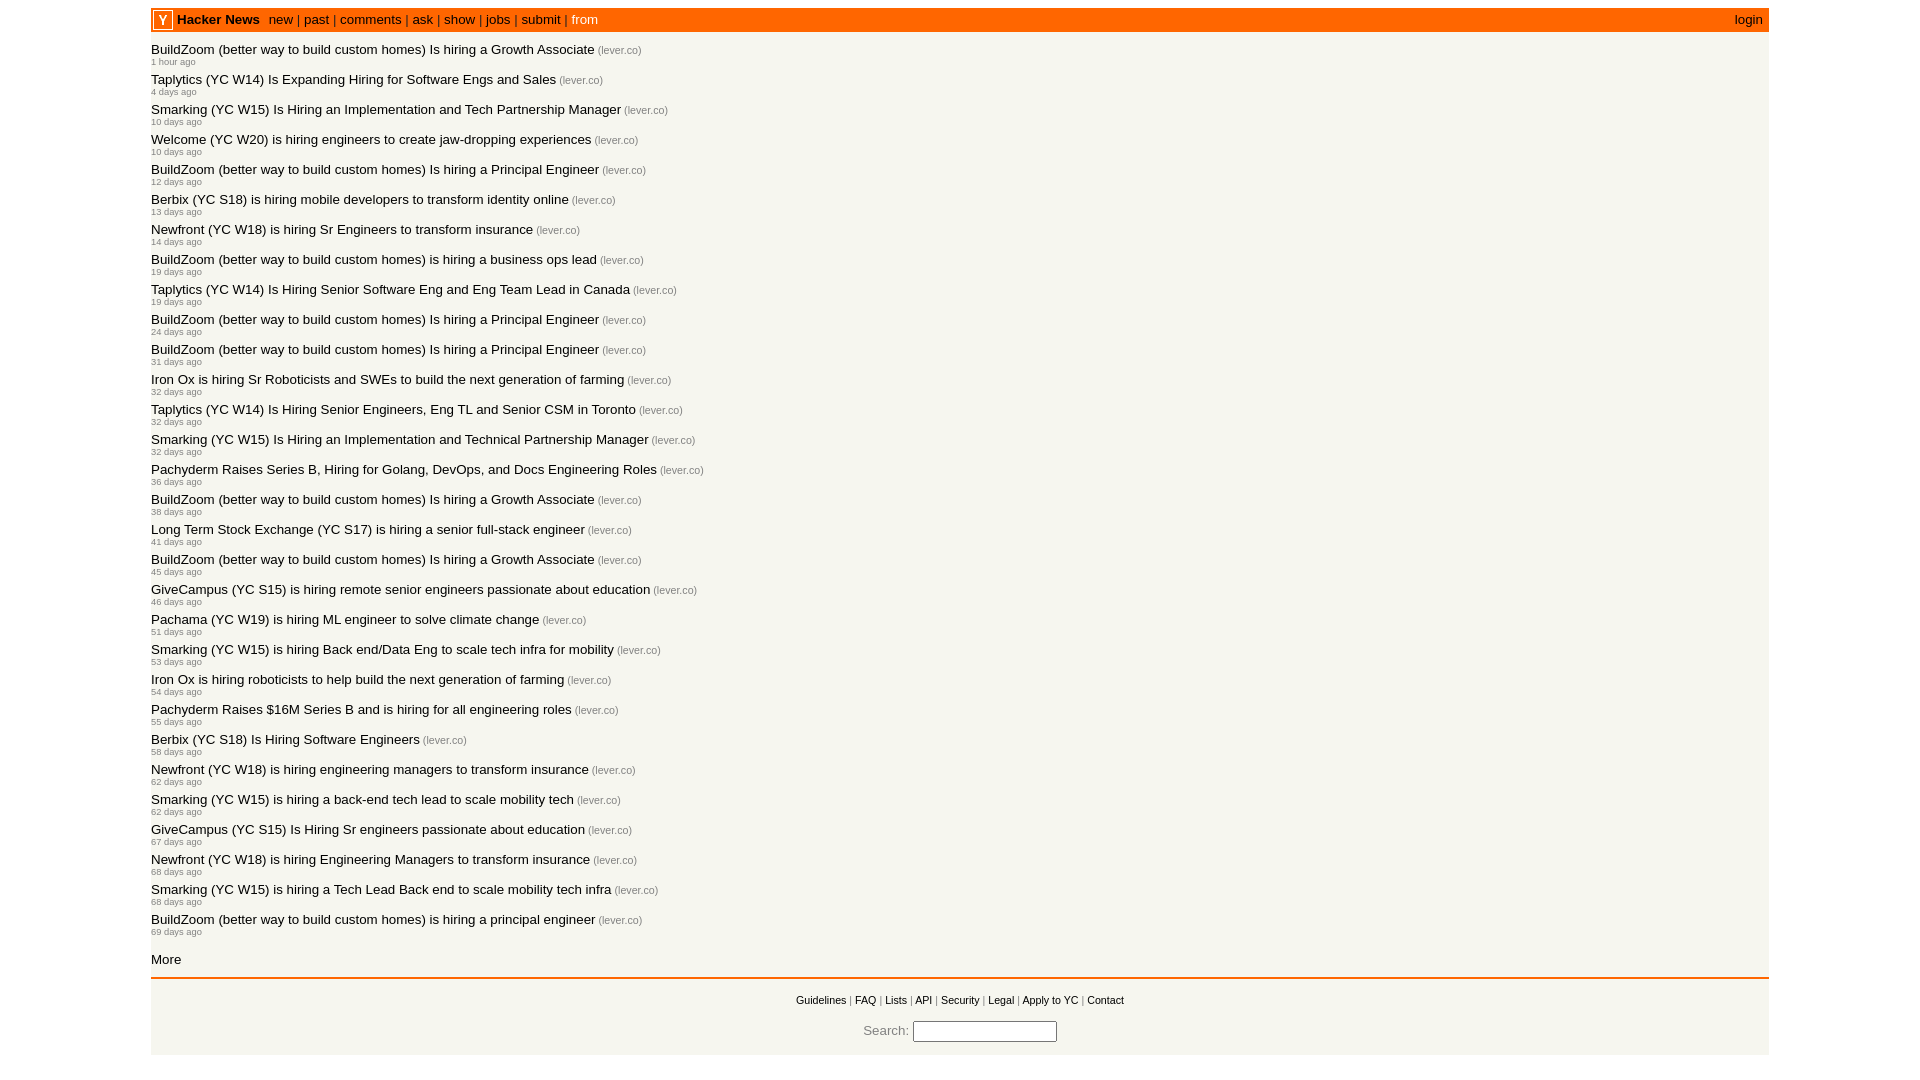 Y Hacker News new | past | comments | ask | show | jobs | submit | from login
BuildZoom (better way to build custom homes) Is hiring a Growth Associate (lever.co)
1 hour ago
Taplytics (YC W14) Is Expanding Hiring for Software Engs and Sales (lever.co)
4 days ago
Smarking (YC W15) Is Hiring an Implementation and Tech Partnership Manager (lever.co)
10 days ago
Welcome (YC W20) is hiring engineers to create jaw-dropping experiences (lever.co)
10 days ago
BuildZoom (better way to build custom homes) Is hiring a Principal Engineer (lever.co)
12 days ago
Berbix (YC S18) is hiring mobile developers to transform identity online (lever.co)
13 days ago
Newfront (YC W18) is hiring Sr Engineers to transform insurance (lever.co)
14 days ago
BuildZoom (better way to build custom homes) is hiring a business ops lead (lever.co)
19 days ago
Taplytics (YC W14) Is Hiring Senior Software Eng and Eng Team Lead in Canada (lever.co)
19 days ago
BuildZoom (better way to build custom homes) Is hiring a Principal Engineer (lever.co)
24 days ago
BuildZoom (better way to build custom homes) Is hiring a Principal Engineer (lever.co)
31 days ago
Iron Ox is hiring Sr Roboticists and SWEs to build the next generation of farming (lever.co)
32 days ago
Taplytics (YC W14) Is Hiring Senior Engineers, Eng TL and Senior CSM in Toronto (lever.co)
32 days ago
Smarking (YC W15) Is Hiring an Implementation and Technical Partnership Manager (lever.co)
32 days ago
Pachyderm Raises Series B, Hiring for Golang, DevOps, and Docs Engineering Roles (lever.co)
36 days ago
BuildZoom (better way to build custom homes) Is hiring a Growth Associate (lever.co)
38 days ago
Long Term Stock Exchange (YC S17) is hiring a senior full-stack engineer (lever.co)
41 days ago
BuildZoom (better way to build custom homes) Is hiring a Growth Associate (lever.co)
45 days ago
GiveCampus (YC S15) is hiring remote senior engineers passionate about education (lever.co)
46 days ago
Pachama (YC W19) is hiring ML engineer to solve climate change (lever.co)
51 days ago
Smarking (YC W15) is hiring Back end/Data Eng to scale tech infra for mobility (lever.co)
53 days ago
Iron Ox is hiring roboticists to help build the next generation of farming (lever.co)
54 days ago
Pachyderm Raises $16M Series B and is hiring for all engineering roles (lever.co)
55 days ago
Berbix (YC S18) Is Hiring Software Engineers (lever.co)
58 days ago
Newfront (YC W18) is hiring engineering managers to transform insurance (lever.co)
62 days ago
Smarking (YC W15) is hiring a back-end tech lead to scale mobility tech (lever.co)
62 days ago
GiveCampus (YC S15) Is Hiring Sr engineers passionate about education (lever.co)
67 days ago
Newfront (YC W18) is hiring Engineering Managers to transform insurance (lever.co)
68 days ago
Smarking (YC W15) is hiring a Tech Lead Back end to scale mobility tech infra (lever.co)
68 days ago
BuildZoom (better way to build custom homes) is hiring a principal engineer (lever.co)
69 days ago
More
Guidelines | FAQ | Lists | API | Security | Legal | Apply to YC | Contact
Search: